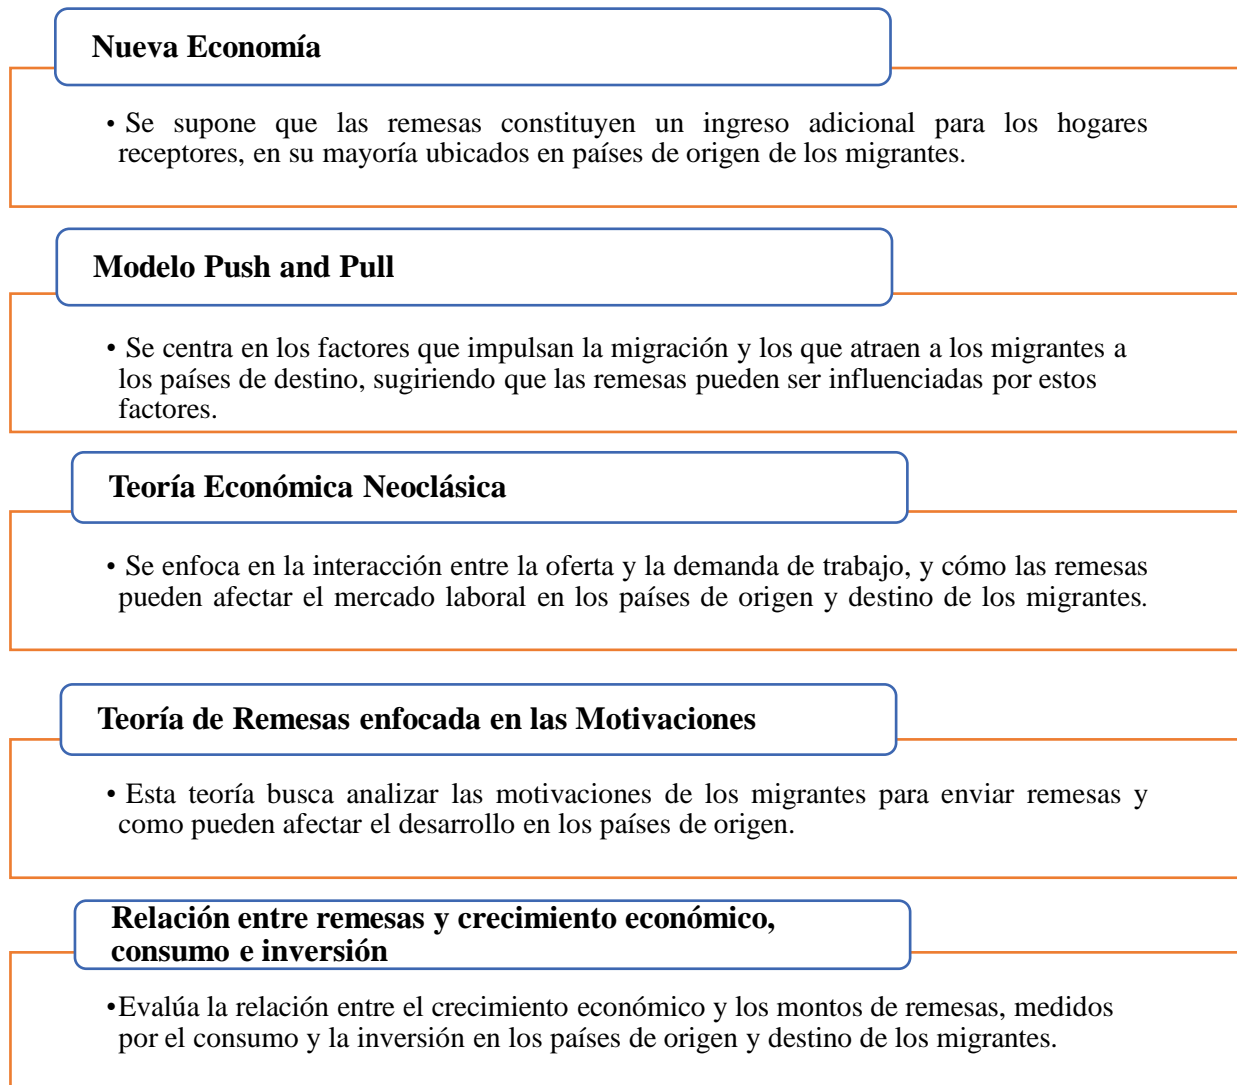 Nueva Economía
• Se supone que las remesas constituyen un ingreso adicional para los hogares
receptores, en su mayoría ubicados en países de origen de los migrantes.
Modelo Push and Pull
• Se centra en los factores que impulsan la migración y los que atraen a los migrantes a
los países de destino, sugiriendo que las remesas pueden ser influenciadas por estos
factores.
Teoría Económica Neoclásica
• Se enfoca en la interacción entre la oferta y la demanda de trabajo, y cómo las remesas
pueden afectar el mercado laboral en los países de origen y destino de los migrantes.
Teoría de Remesas enfocada en las Motivaciones
• Esta teoría busca analizar las motivaciones de los migrantes para enviar remesas y
como pueden afectar el desarrollo en los países de origen.
Relación entre remesas y crecimiento económico,
consumo e inversión
•Evalúa la relación entre el crecimiento económico y los montos de remesas, medidos
por el consumo y la inversión en los países de origen y destino de los migrantes.